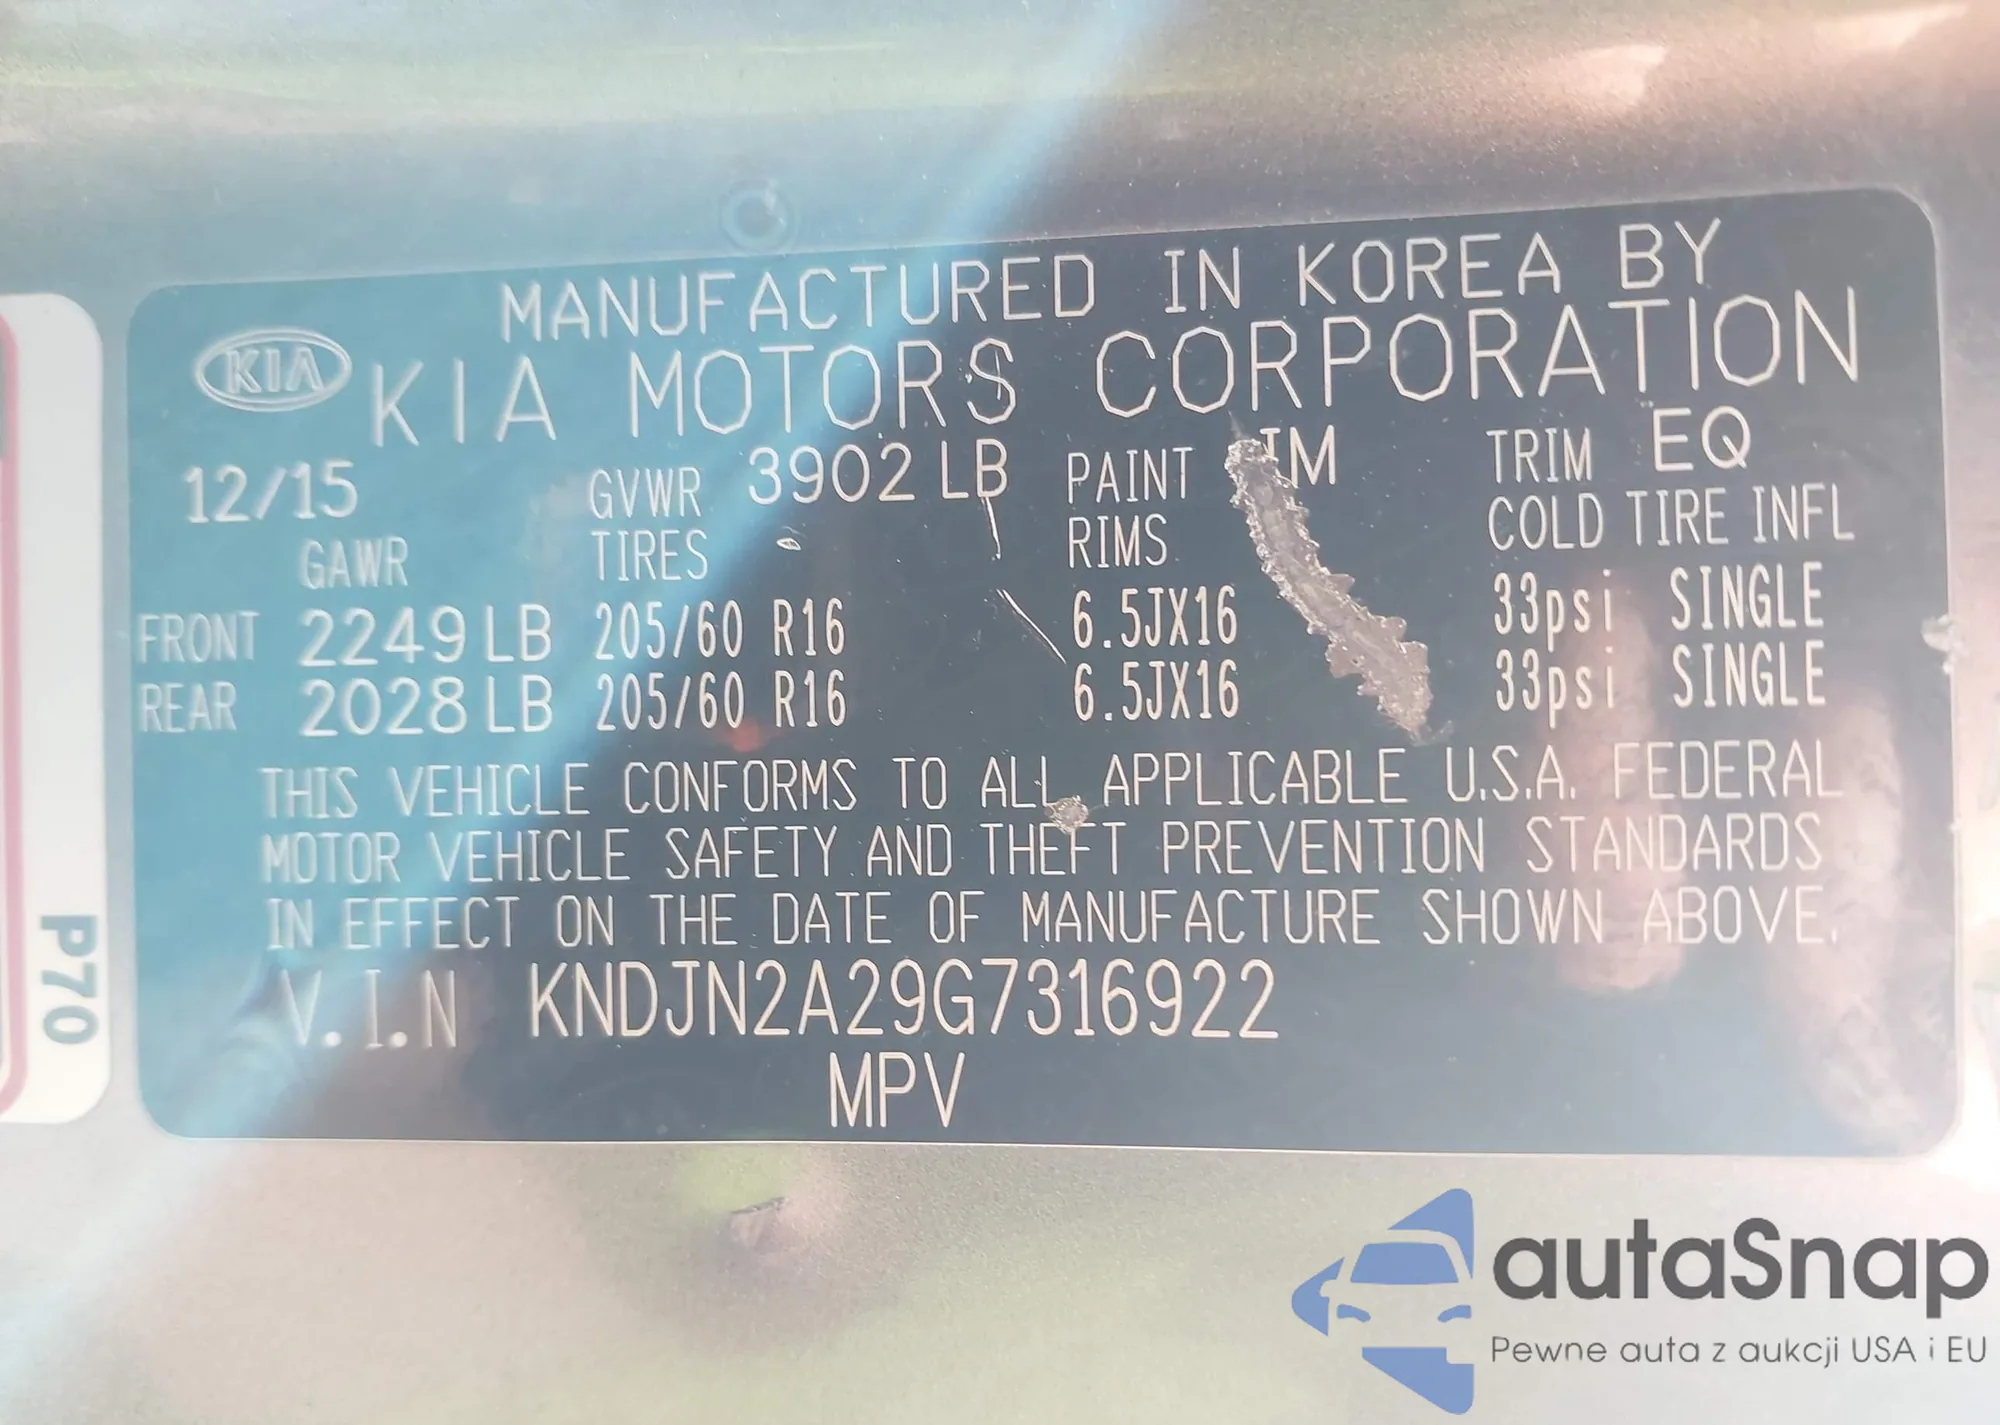 MANUFACTURED IN KOREA BY
KIA KIA MOTORS CORPORATION
12/15 GVWR 3902 LB PAINT IM TRIM EQ
GAWR TIRES RIMS COLD TIRE INFL
FRONT 2249 LB 205/60 R16 6.5JX16 33psi SINGLE
REAR 2028 LB 205/60 R16 6.5JX16 33psi SINGLE
THIS VEHICLE CONFORMS TO ALL APPLICABLE U.S.A. FEDERAL
MOTOR VEHICLE SAFETY AND THEFT PREVENTION STANDARDS
IN EFFECT ON THE DATE OF MANUFACTURE SHOWN ABOVE.
V.I.N KNDJN2A29G7316922
MPV
P70
autaSnap
Pewne auta z aukcji USA i EU